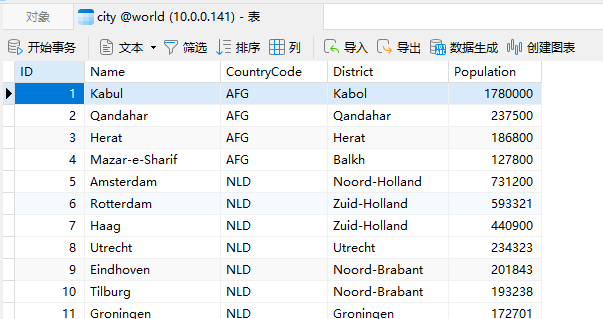 对象 city @world (10.0.0.141) - 表
开始事务 文本 筛选 排序 列 导入 导出 数据生成 创建图表
ID Name CountryCode District Population
1 Kabul AFG Kabol 1780000
2 Qandahar AFG Qandahar 237500
3 Herat AFG Herat 186800
4 Mazar-e-Sharif AFG Balkh 127800
5 Amsterdam NLD Noord-Holland 731200
6 Rotterdam NLD Zuid-Holland 593321
7 Haag NLD Zuid-Holland 440900
8 Utrecht NLD Utrecht 234323
9 Eindhoven NLD Noord-Brabant 201843
10 Tilburg NLD Noord-Brabant 193238
11 Groningen NLD Groningen 172701